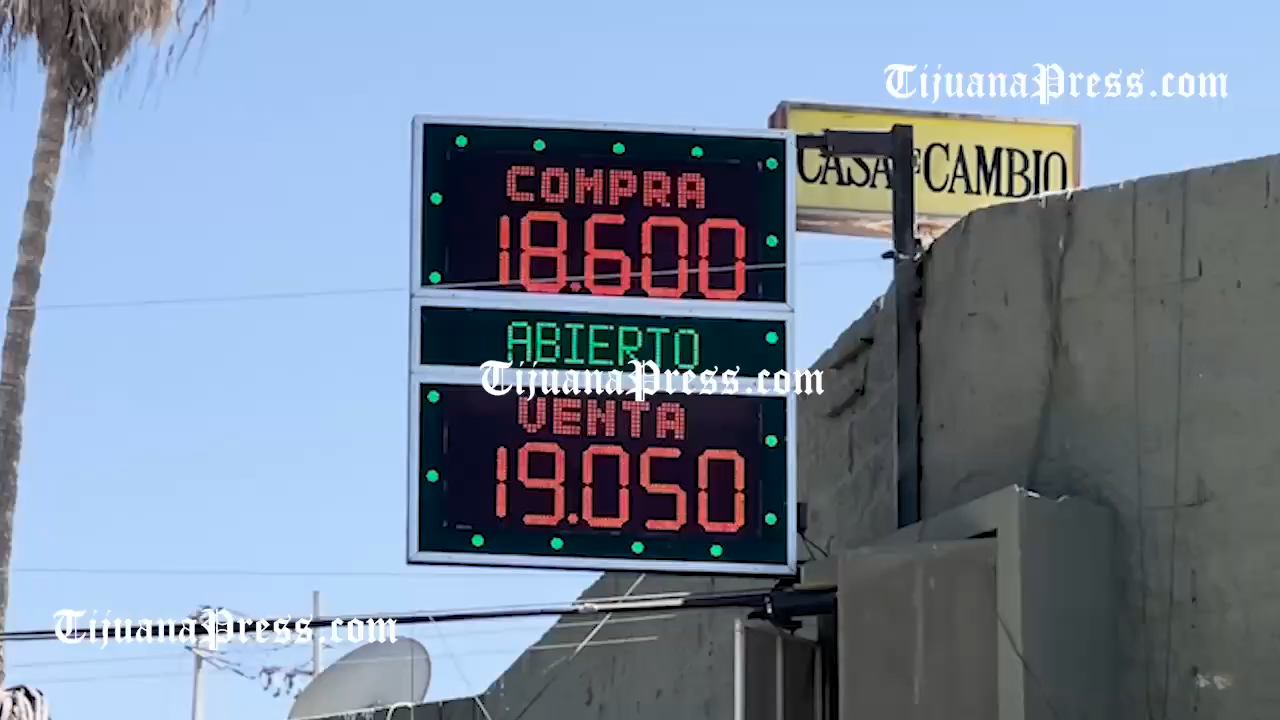 TijuanaPress.com
CASA DE CAMBIO
COMPRA
18.600
ABIERTO
TijuanaPress.com
VENTA
19.050
TijuanaPress.com